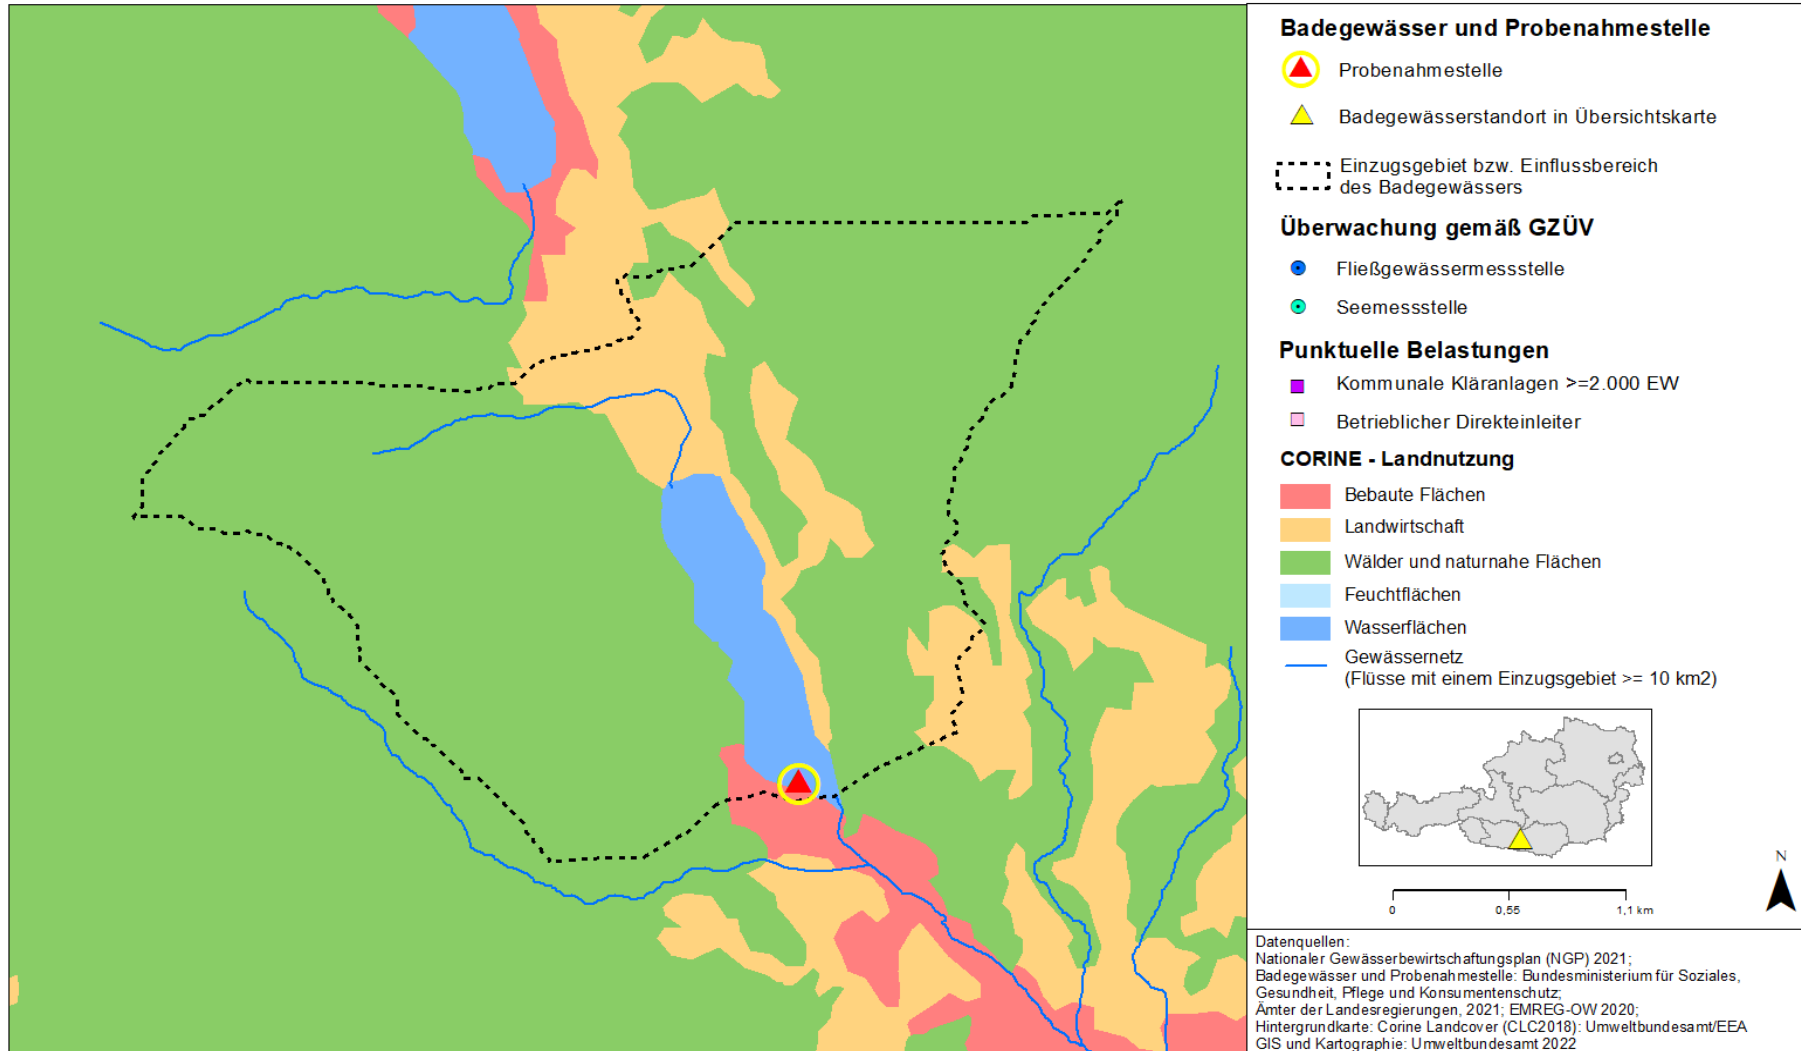 Badegewässer und Probenahmestelle
Probenahmestelle
Badegewässerstandort in Übersichtskarte
Einzugsgebiet bzw. Einflussbereich
des Badegewässers
Überwachung gemäß GZÜV
Fließgewässermessstelle
Seemessstelle
Punktuelle Belastungen
Kommunale Kläranlagen >=2.000 EW
Betrieblicher Direkteinleiter
CORINE - Landnutzung
Bebaute Flächen
Landwirtschaft
Wälder und naturnahe Flächen
Feuchtflächen
Wasserflächen
Gewässernetz
(Flüsse mit einem Einzugsgebiet >= 10 km2)
N
0 0,55 1,1 km
Datenquellen:
Nationaler Gewässerbewirtschaftungsplan (NGP) 2021;
Badegewässer und Probenahmestelle: Bundesministerium für Soziales,
Gesundheit, Pflege und Konsumentenschutz;
Ämter der Landesregierungen, 2021; EMREG-OW 2020;
Hintergrundkarte: Corine Landcover (CLC2018): Umweltbundesamt/EEA
GIS und Kartographie: Umweltbundesamt 2022